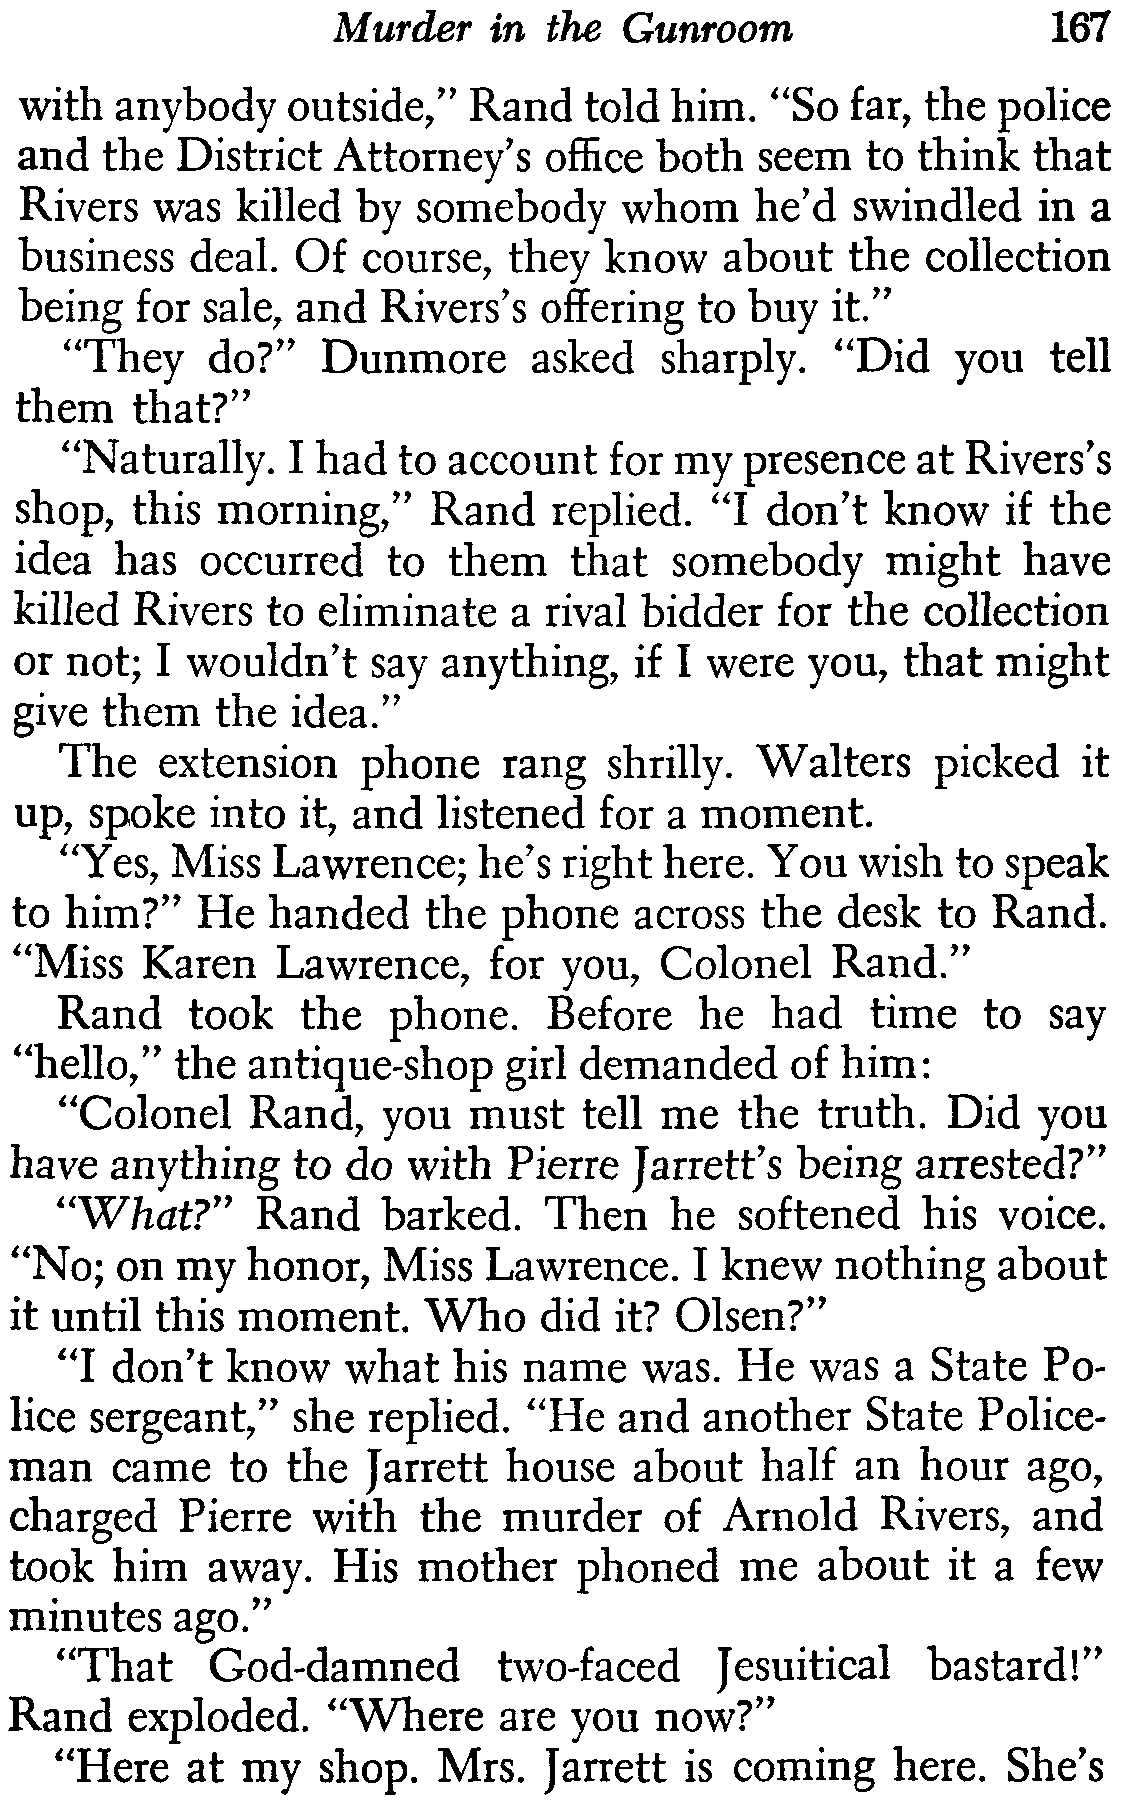 Murder in the Gunroom 167
with anybody outside,” Rand told him. “So far, the police
and the District Attorney’s office both seem to think that
Rivers was killed by somebody whom he’d swindled in a
business deal. Of course, they know about the collection
being for sale, and Rivers’s offering to buy it.”
“They do?” Dunmore asked sharply. “Did you tell
them that?”
“Naturally. I had to account for my presence at Rivers’s
shop, this morning,” Rand replied. “I don’t know if the
idea has occurred to them that somebody might have
killed Rivers to eliminate a rival bidder for the collection
or not; I wouldn’t say anything, if I were you, that might
give them the idea.”
The extension phone rang shrilly. Walters picked it
up, spoke into it, and listened for a moment.
“Yes, Miss Lawrence; he’s right here. You wish to speak
to him?” He handed the phone across the desk to Rand.
“Miss Karen Lawrence, for you, Colonel Rand.”
Rand took the phone. Before he had time to say
“hello,” the antique-shop girl demanded of him:
“Colonel Rand, you must tell me the truth. Did you
have anything to do with Pierre Jarrett’s being arrested?”
“What?” Rand barked. Then he softened his voice.
“No; on my honor, Miss Lawrence. I knew nothing about
it until this moment. Who did it? Olsen?”
“I don’t know what his name was. He was a State Po-
lice sergeant,” she replied. “He and another State Police-
man came to the Jarrett house about half an hour ago,
charged Pierre with the murder of Arnold Rivers, and
took him away. His mother phoned me about it a few
minutes ago.”
“That God-damned two-faced Jesuitical bastard!”
Rand exploded. “Where are you now?”
“Here at my shop. Mrs. Jarrett is coming here. She’s